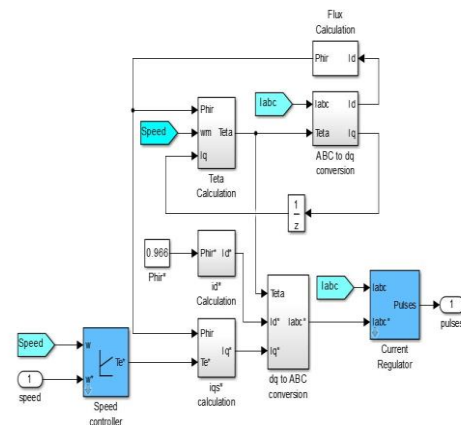 Flux
Calculation
Phir Id
Iabc
Iabc Id
Teta Iq
ABC to dq
conversion
Phir
Speed
wm Teta
Iq
Teta
Calculation
1
z
0.966
Phir*
Phir* Id*
id*
Calculation
Teta
Id* Iabc*
Iq*
dq to ABC
conversion
Iabc
Iabc
Pulses
Iabc*
Current
Regulator
1
pulses
Phir
Iq*
Te*
iqs*
calculation
Speed
w
Te*
w*
1
speed
Speed
controller